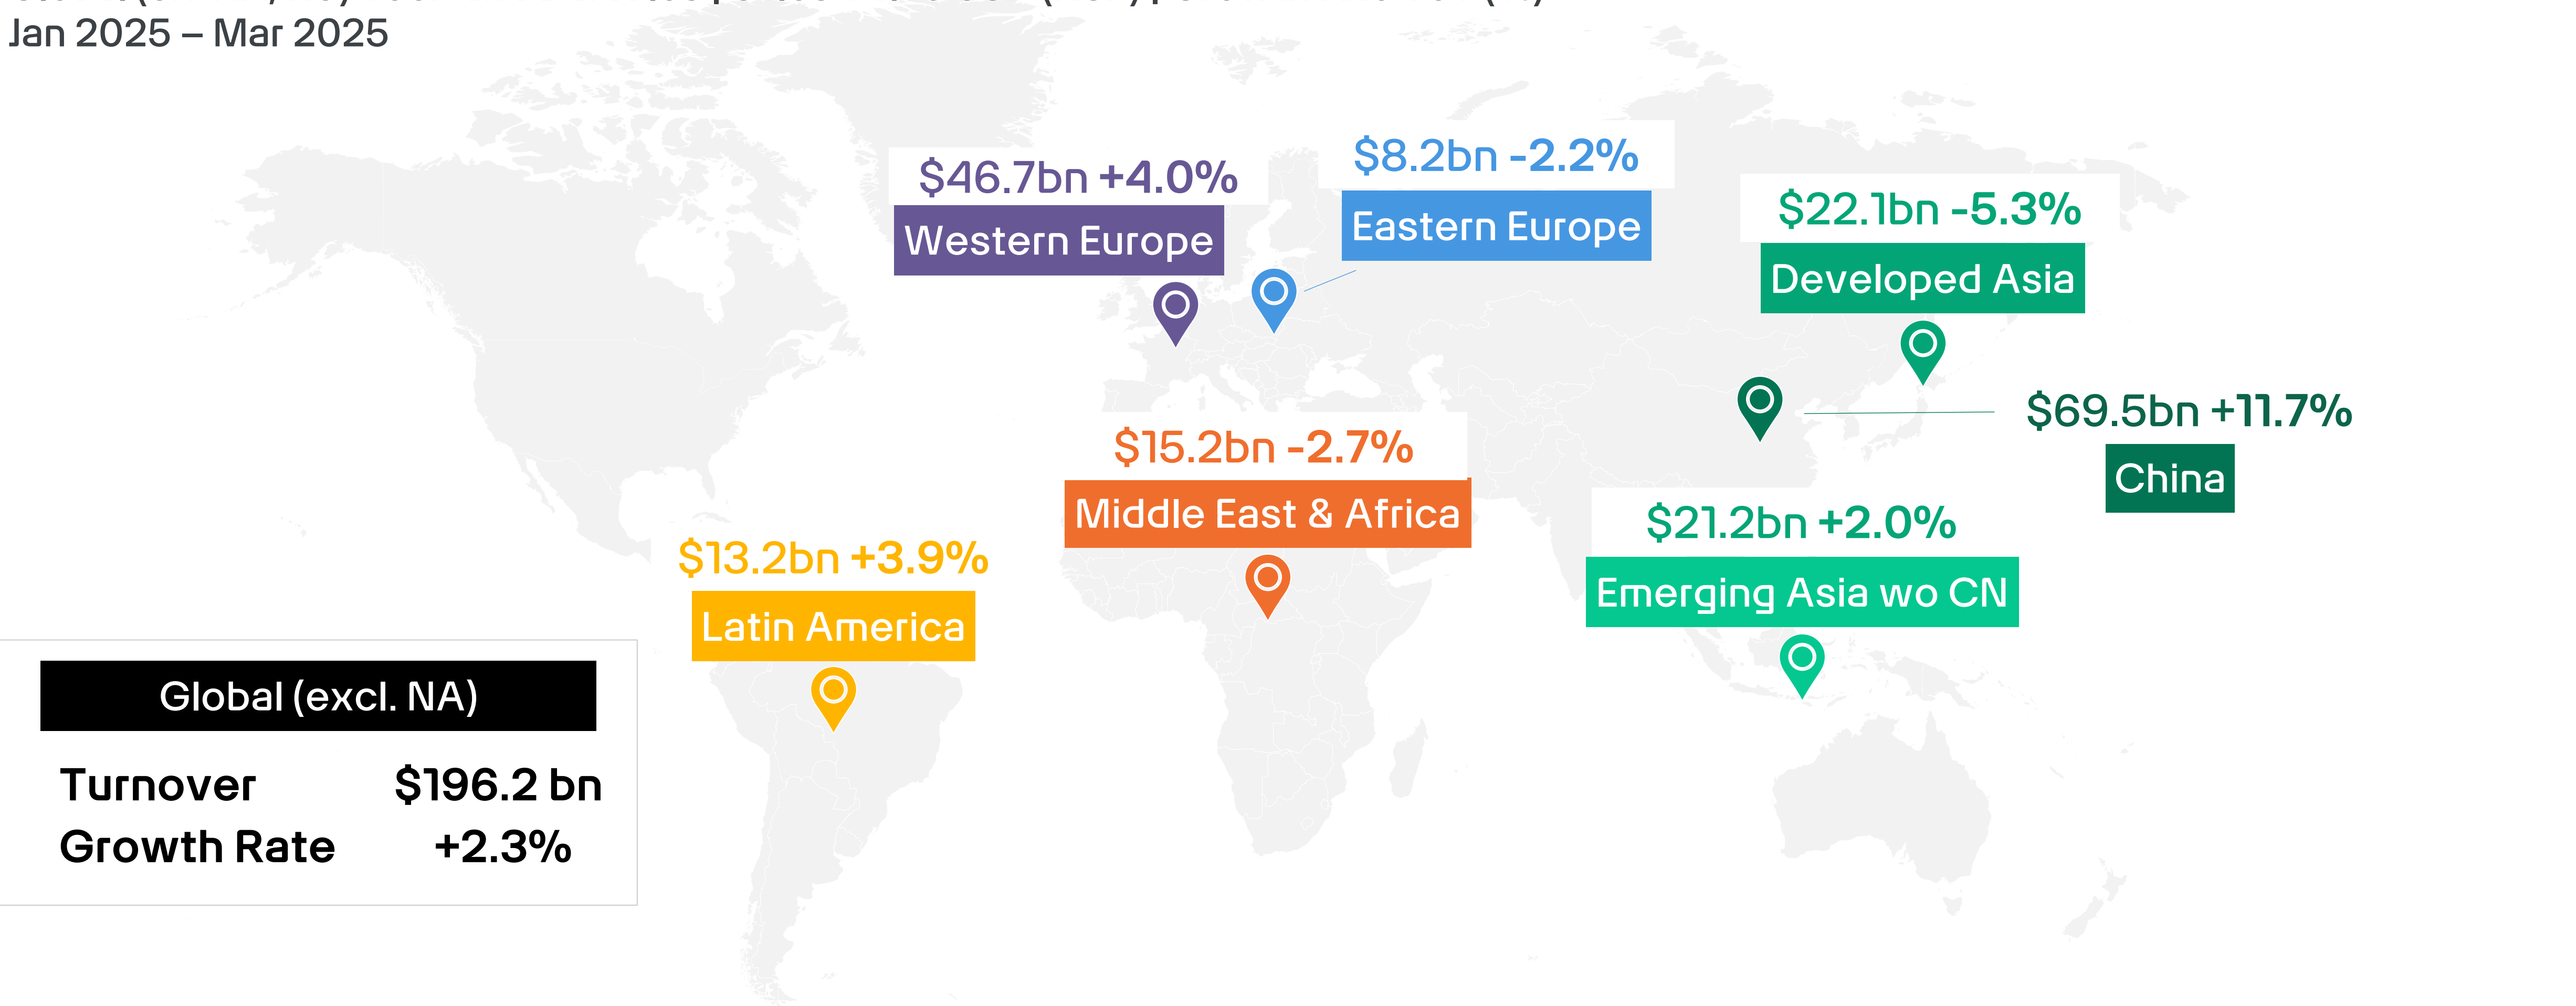 Jan 2025 – Mar 2025
$8.2bn -2.2%
Eastern Europe
$46.7bn +4.0%
Western Europe
$22.1bn -5.3%
Developed Asia
$69.5bn +11.7%
China
$15.2bn -2.7%
Middle East & Africa
$21.2bn +2.0%
Emerging Asia wo CN
$13.2bn +3.9%
Latin America
Global (excl. NA)
Turnover $196.2 bn
Growth Rate +2.3%